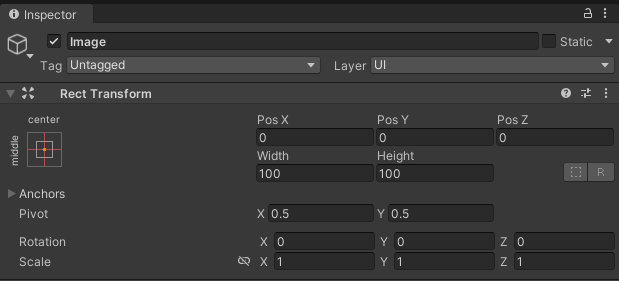 Inspector
Image Static
Tag Untagged Layer UI
Rect Transform
center
middle
Pos X Pos Y Pos Z
0 0 0
Width Height
100 100
R
Anchors
Pivot X 0.5 Y 0.5
Rotation X 0 Y 0 Z 0
Scale X 1 Y 1 Z 1